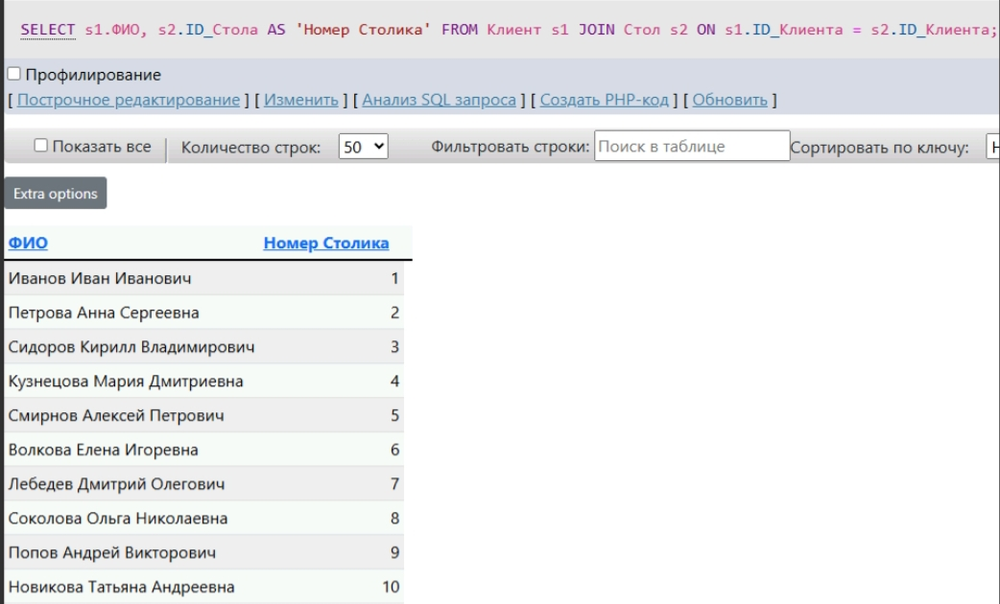 SELECT s1.ФИО, s2.ID_Стола AS 'Номер Столика' FROM Клиент s1 JOIN Стол s2 ON s1.ID_Клиента = s2.ID_Клиента;
Профилирование
[ Построчное редактирование ] [ Изменить ] [ Анализ SQL запроса ] [ Создать PHP-код ] [ Обновить ]
Показать все Количество строк: 50 Фильтровать строки: Поиск в таблице Сортировать по ключу: Н
Extra options
ФИО Номер Столика
Иванов Иван Иванович 1
Петрова Анна Сергеевна 2
Сидоров Кирилл Владимирович 3
Кузнецова Мария Дмитриевна 4
Смирнов Алексей Петрович 5
Волкова Елена Игоревна 6
Лебедев Дмитрий Олегович 7
Соколова Ольга Николаевна 8
Попов Андрей Викторович 9
Новикова Татьяна Андреевна 10